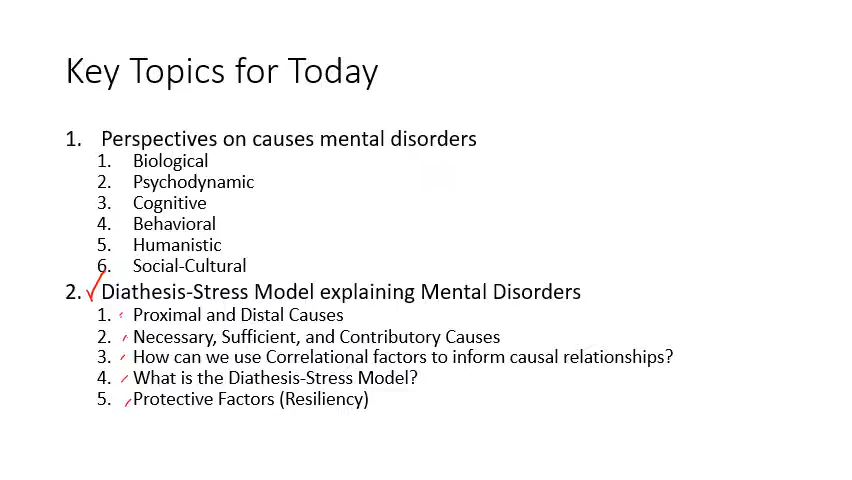 Key Topics for Today
1. Perspectives on causes mental disorders
1. Biological
2. Psychodynamic
3. Cognitive
4. Behavioral
5. Humanistic
6. Social-Cultural
2. Diathesis-Stress Model explaining Mental Disorders
1. Proximal and Distal Causes
2. Necessary, Sufficient, and Contributory Causes
3. How can we use Correlational factors to inform causal relationships?
4. What is the Diathesis-Stress Model?
5. Protective Factors (Resiliency)